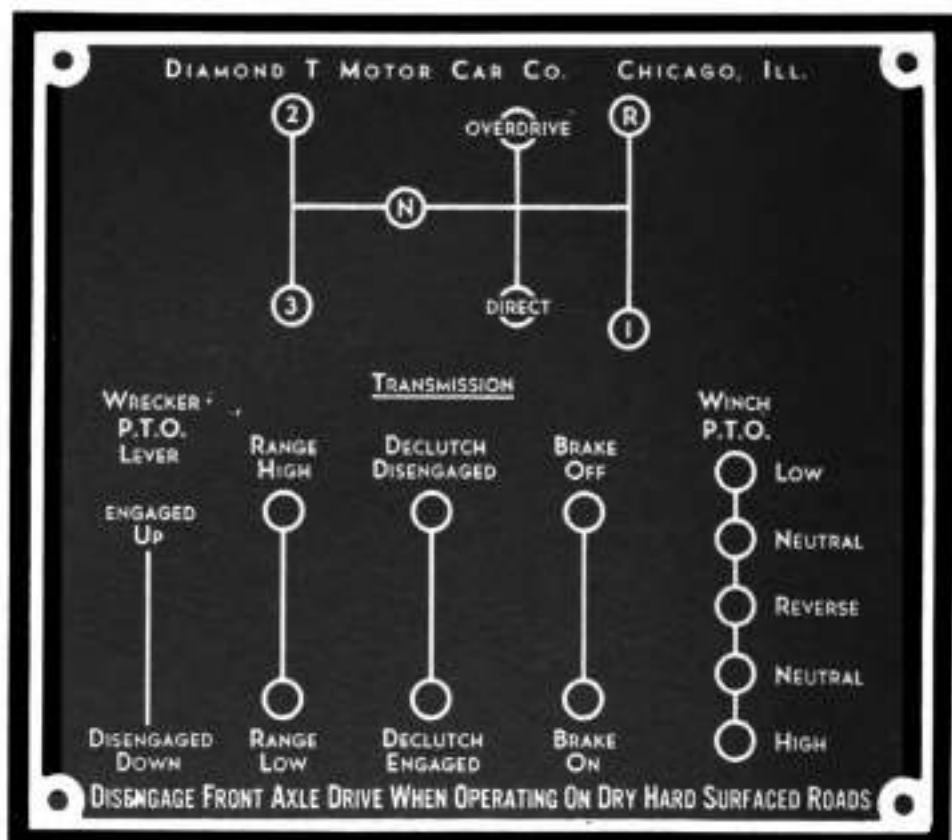 DIAMOND T MOTOR CAR CO. CHICAGO, ILL.
2
OVERDRIVE
R
N
3
DIRECT
1
TRANSMISSION
WRECKER
P.T.O.
LEVER
ENGAGED
UP
DISENGAGED
DOWN
RANGE
HIGH
RANGE
LOW
DECLUTCH
DISENGAGED
DECLUTCH
ENGAGED
BRAKE
OFF
BRAKE
ON
WINCH
P.T.O.
LOW
NEUTRAL
REVERSE
NEUTRAL
HIGH
DISENGAGE FRONT AXLE DRIVE WHEN OPERATING ON DRY HARD SURFACED ROADS